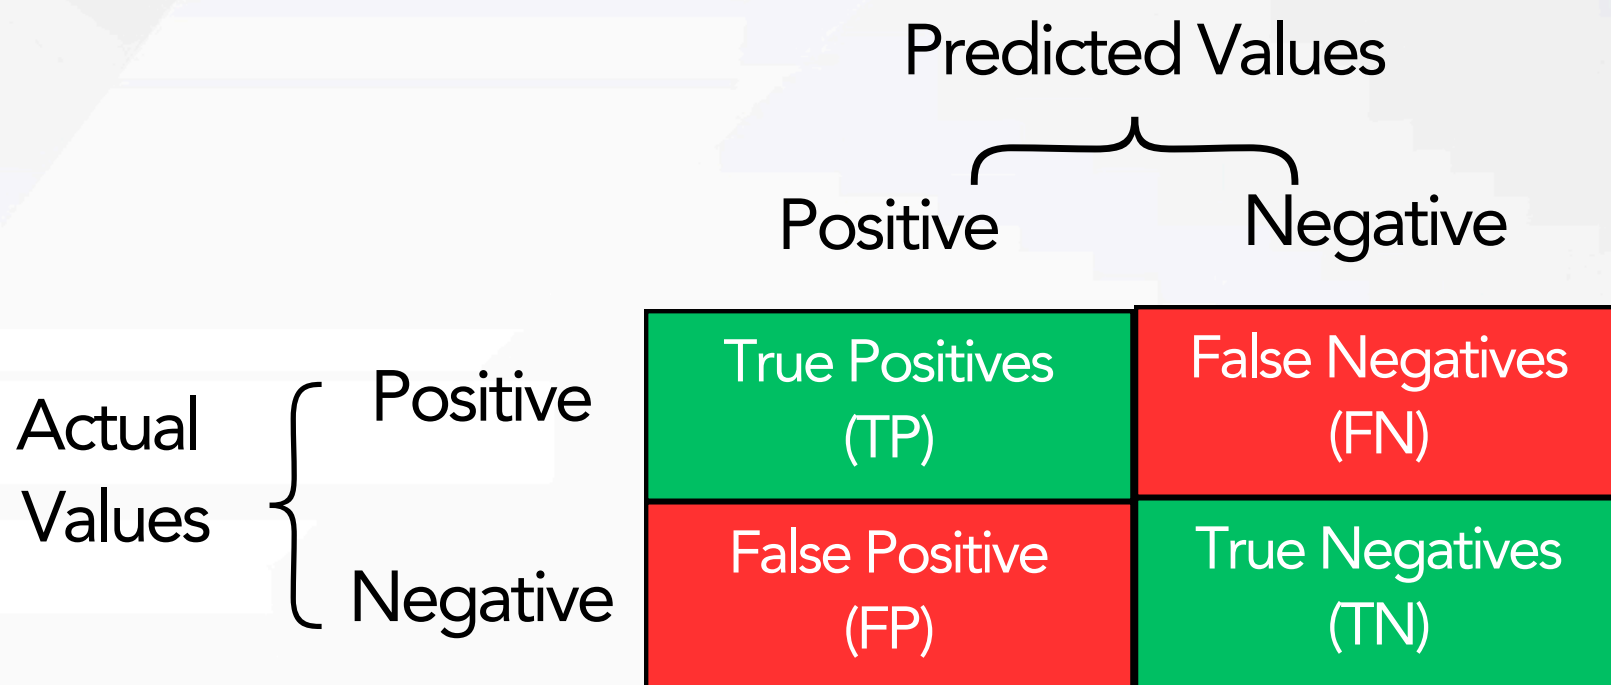 Predicted Values
Positive
Negative
Actual
Values
Positive
Negative
True Positives
(TP)
False Negatives
(FN)
False Positive
(FP)
True Negatives
(TN)